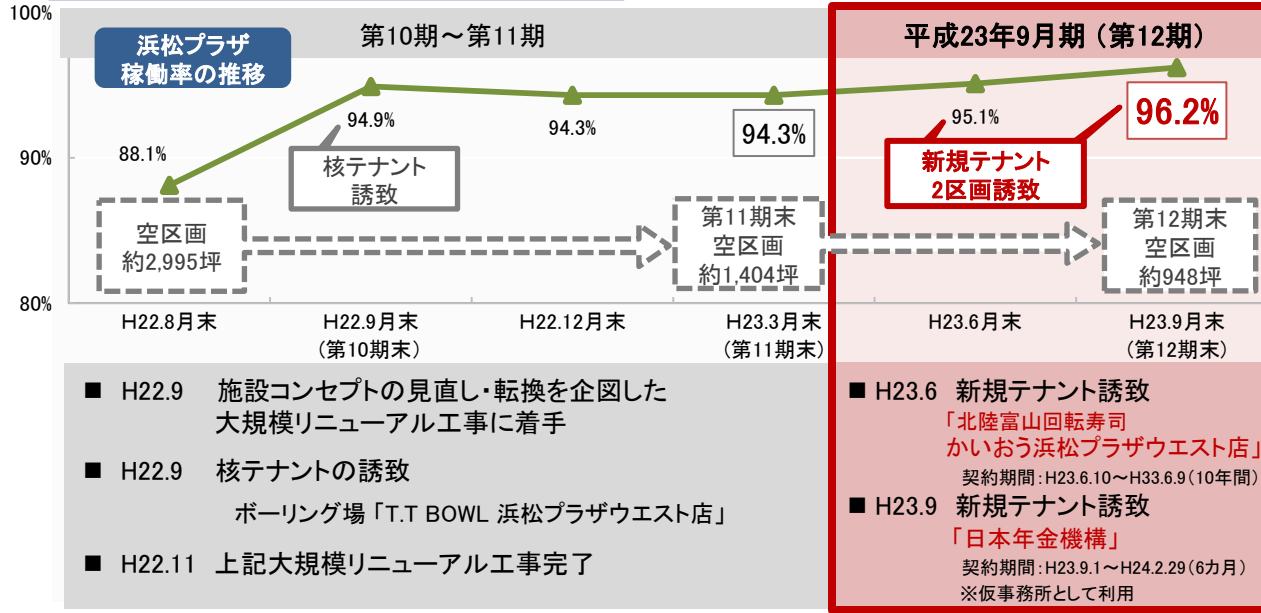 100%
浜松プラザ
稼働率の推移
第10期～第11期
平成23年9月期（第12期）
88.1%
94.9%
94.3%
94.3%
95.1%
96.2%
核テナント
誘致
新規テナント
2区画誘致
90%
空区画
約2,995坪
第11期末
空区画
約1,404坪
第12期末
空区画
約948坪
80%
H22.8月末
H22.9月末
（第10期末）
H22.12月末
H23.3月末
（第11期末）
H23.6月末
H23.9月末
（第12期末）
■ H22.9 施設コンセプトの見直し・転換を企図した
大規模リニューアル工事に着手
■ H22.9 核テナントの誘致
ボーリング場「T.T BOWL 浜松プラザウエスト店」
■ H22.11 上記大規模リニューアル工事完了
■ H23.6 新規テナント誘致
「北陸富山回転寿司
かいおう浜松プラザウエスト店」
契約期間：H23.6.10～H33.6.9（10年間）
■ H23.9 新規テナント誘致
「日本年金機構」
契約期間：H23.9.1～H24.2.29（6カ月）
※仮事務所として利用